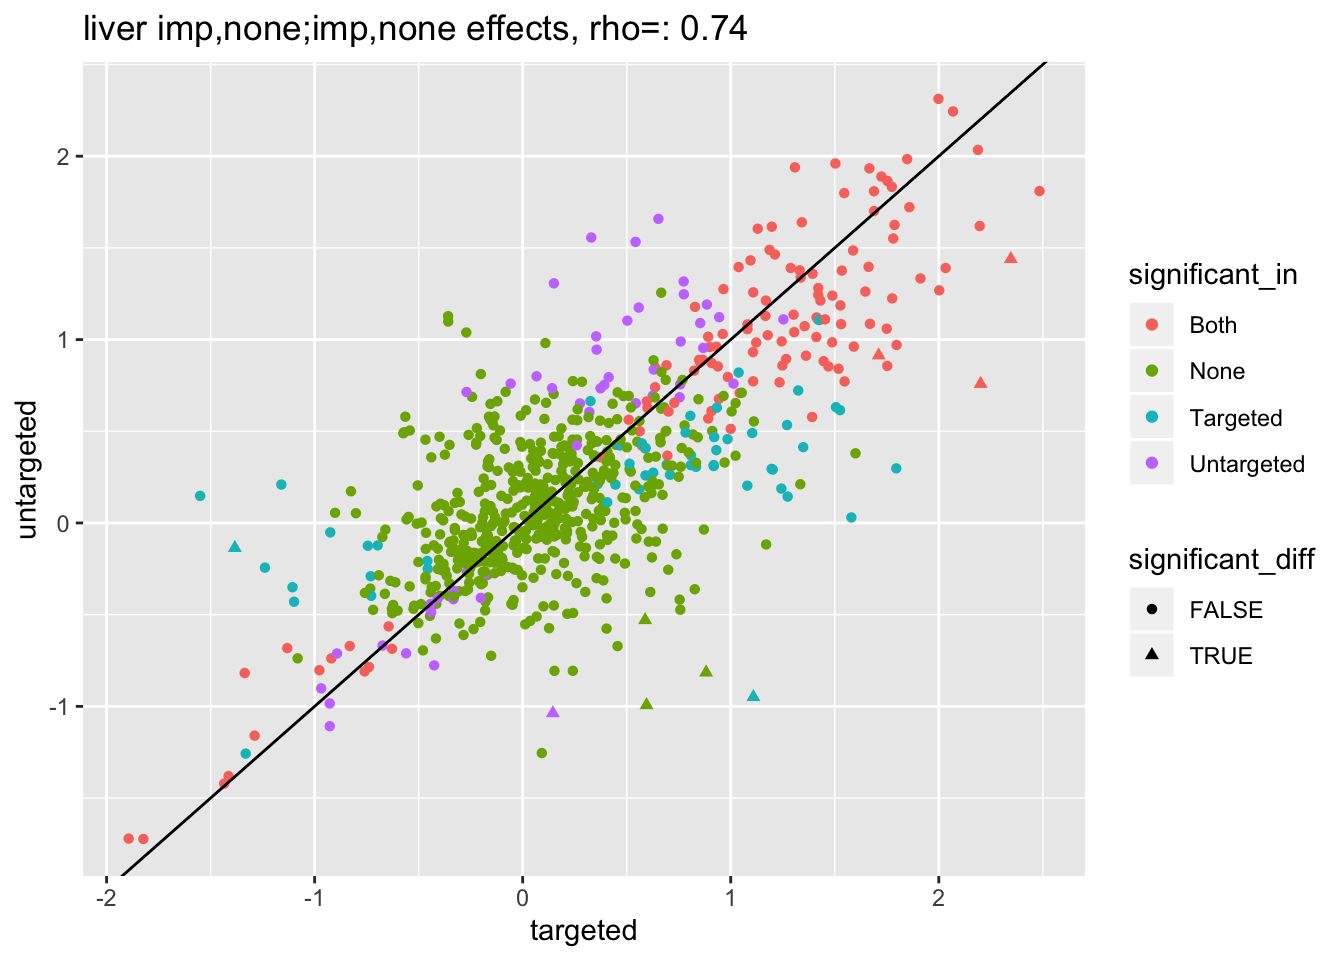 liver imp,none;imp,none effects, rho=: 0.74
untargeted
2
1
0
-1
-2
-1
0
1
2
targeted
significant_in
Both
None
Targeted
Untargeted
significant_diff
FALSE
TRUE